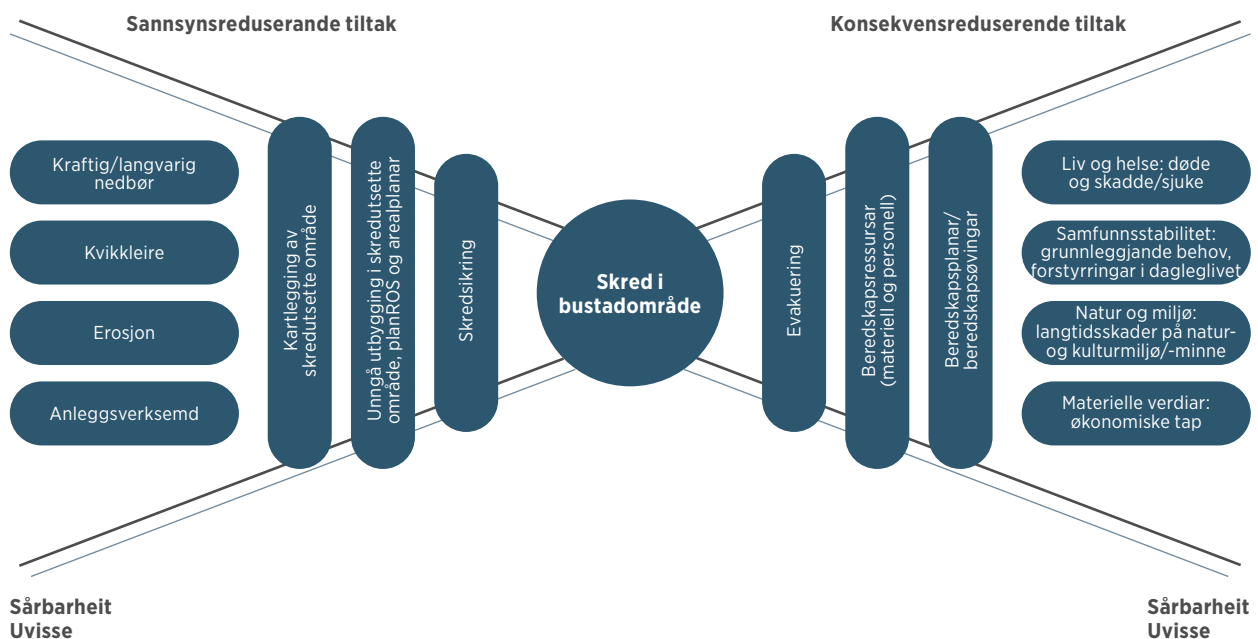 Sannsynsreduserande tiltak
Konsekvensreduserende tiltak
Kraftig/langvarig
nedbør
Kvikkleire
Erosjon
Anleggsverksemd
Kartlegging av
skredutsette område
Unngå utbygging i skredutsette
område, planROS og arealplanar
Skredsikring
Skred i
bustadområde
Evakuering
Beredskapsressursar
(materiell og personell)
Beredskapsplanar/
beredskapsøvingar
Liv og helse: døde
og skadde/sjuke
Samfunnsstabilitet:
grunnleggjande behov,
forstyrringar i dagleglivet
Natur og miljø:
langtidsskader på natur-
og kulturmiljø/-minne
Materielle verdiar:
økonomiske tap
Sårbarheit
Uvisse
Sårbarheit
Uvisse